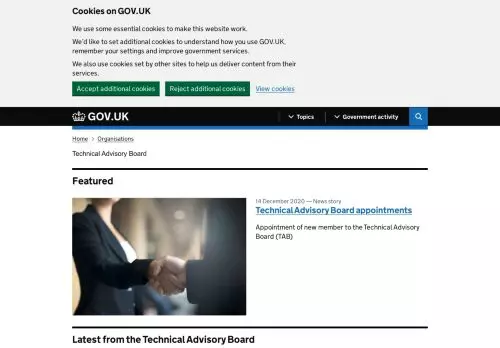 Cookies on GOV.UK
We use some essential cookies to make this website work.
We'd like to set additional cookies to understand how you use GOV.UK,
remember your settings and improve government services.
We also use cookies set by other sites to help us deliver content from their
services.
Accept additional cookies
Reject additional cookies
View cookies
GOV.UK
Topics
Government activity
Home
Organisations
Technical Advisory Board
Featured
14 December 2020 — News story
Technical Advisory Board appointments
Appointment of new member to the Technical Advisory
Board (TAB)
Latest from the Technical Advisory Board